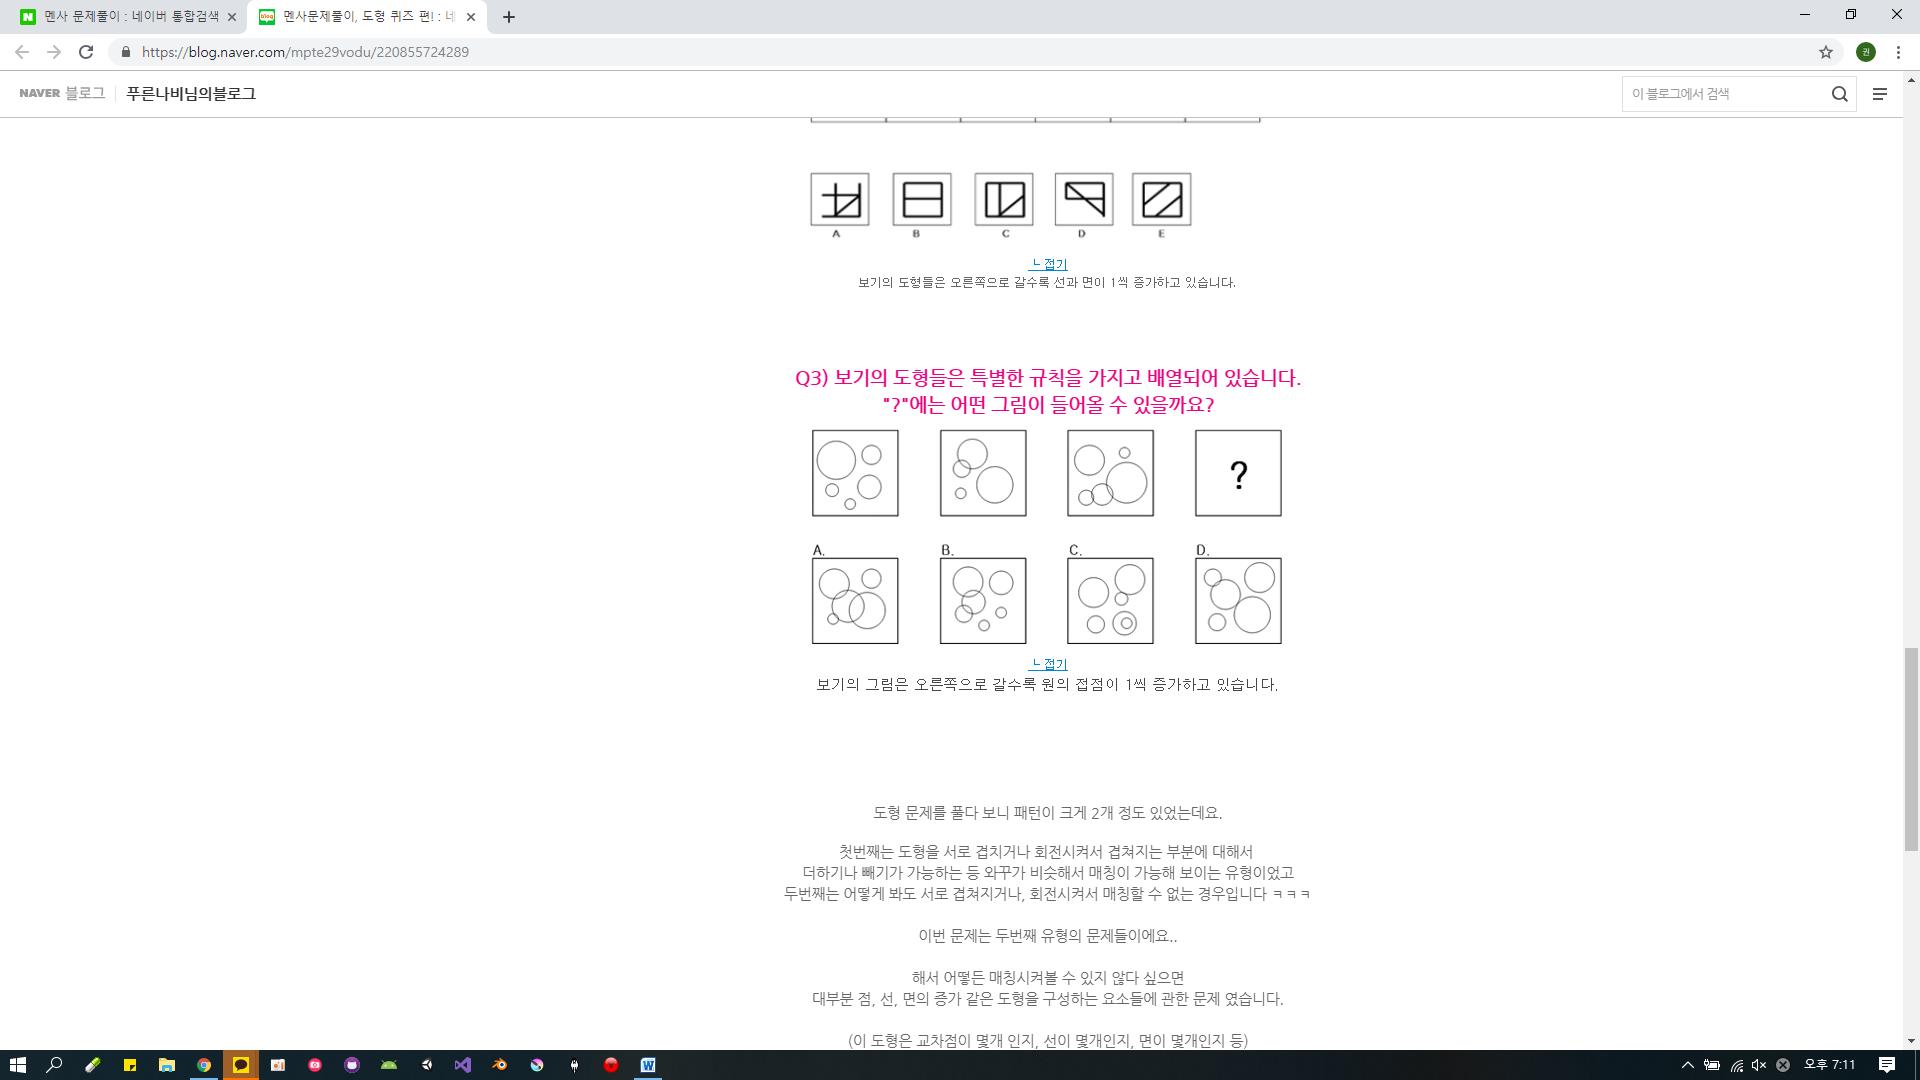 멘사 문제풀이 : 네이버 통합검색
멘사문제풀이, 도형 퀴즈 편! : 네
https://blog.naver.com/mpte29vodu/220855724289
권
NAVER 블로그
푸른나비님의블로그
이 블로그에서 검색
A B C D E
ㄴ접기
보기의 도형들은 오른쪽으로 갈수록 선과 면이 1씩 증가하고 있습니다.
Q3) 보기의 도형들은 특별한 규칙을 가지고 배열되어 있습니다.
"?"에는 어떤 그림이 들어올 수 있을까요?
?
A. B. C. D.
ㄴ접기
보기의 그림은 오른쪽으로 갈수록 원의 접점이 1씩 증가하고 있습니다.
도형 문제를 풀다 보니 패턴이 크게 2개 정도 있었는데요.
첫번째는 도형을 서로 겹치거나 회전시켜서 겹쳐지는 부분에 대해서
더하기나 빼기가 가능하는 등 와꾸가 비슷해서 매칭이 가능해 보이는 유형이었고
두번째는 어떻게 봐도 서로 겹쳐지거나, 회전시켜서 매칭할 수 없는 경우입니다 ㅋㅋㅋ
이번 문제는 두번째 유형의 문제들이에요..
해서 어떻든 매칭시켜볼 수 있지 않다 싶으면
대부분 점, 선, 면의 증가 같은 도형을 구성하는 요소들에 관한 문제 였습니다.
(이 도형은 교차점이 몇개 인지, 선이 몇개인지, 면이 몇개인지 등)
오후 7:11